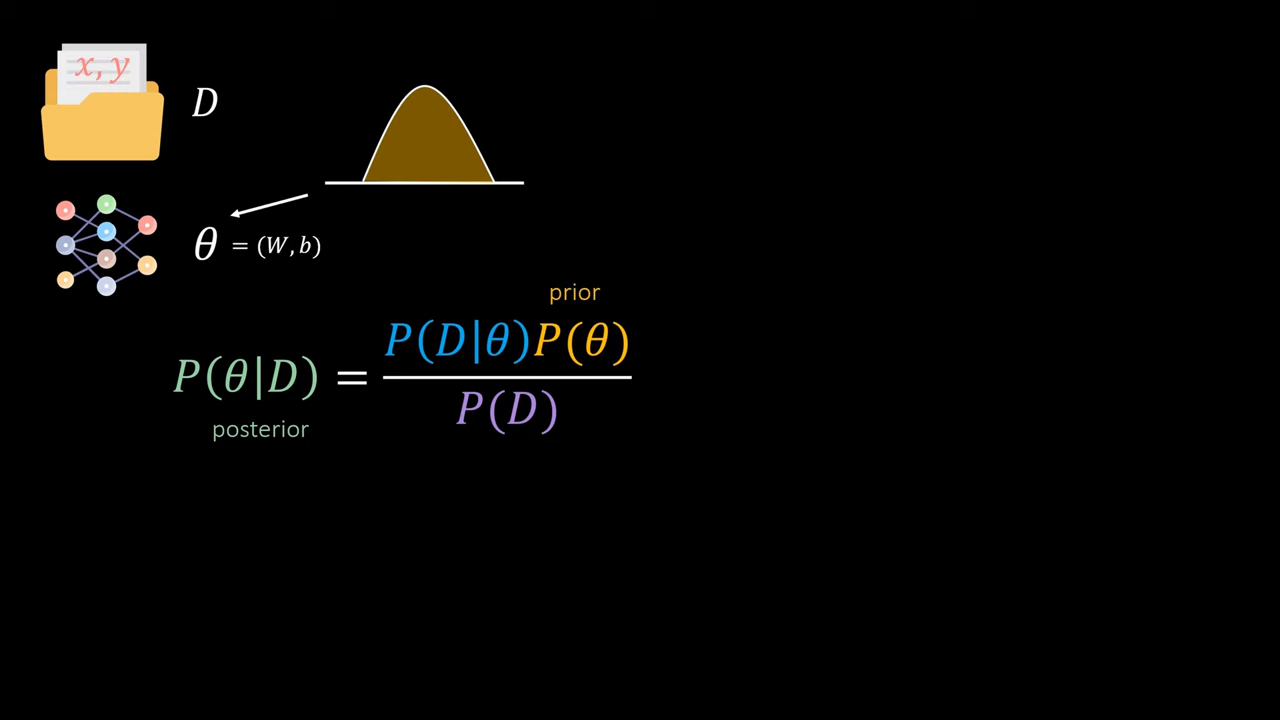 x, y
D
θ = (W, b)
prior
P(θ|D) = P(D|θ)P(θ)
P(D)
posterior